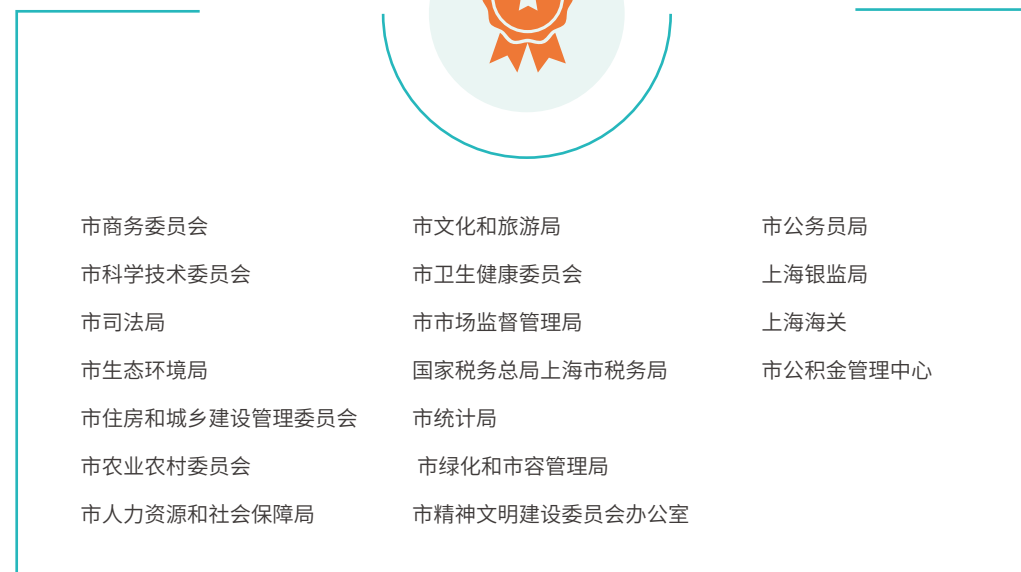 市商务委员会
市科学技术委员会
市司法局
市生态环境局
市住房和城乡建设管理委员会
市农业农村委员会
市人力资源和社会保障局
市文化和旅游局
市卫生健康委员会
市市场监督管理局
国家税务总局上海市税务局
市统计局
市绿化和市容管理局
市精神文明建设委员会办公室
市公务员局
上海银监局
上海海关
市公积金管理中心